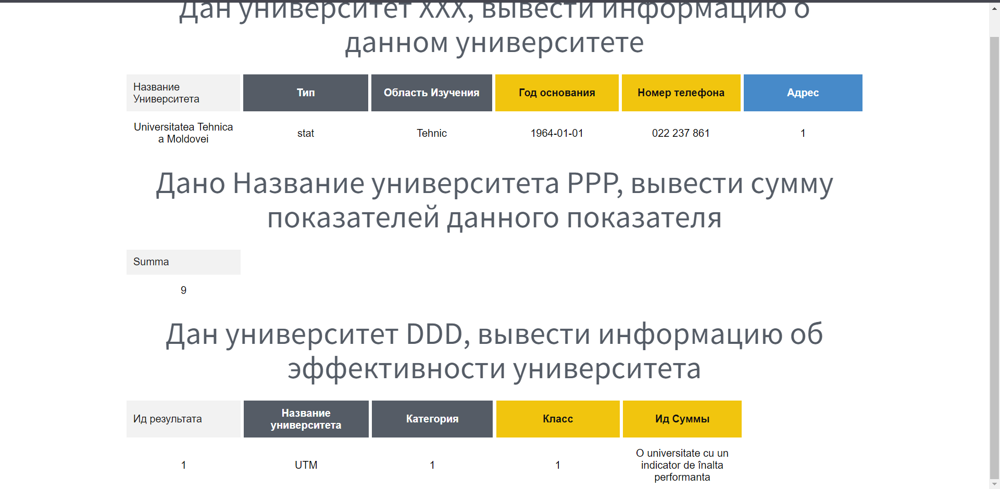 Дан университет XXX, вывести информацию о
данном университете
Название
Университета
Тип
Область Изучения
Год основания
Номер телефона
Адрес
Universitatea Tehnica
a Moldovei
stat
Tehnic
1964-01-01
022 237 861
1
Дано Название университета PPP, вывести сумму
показателей данного показателя
Summa
9
Дан университет DDD, вывести информацию об
эффективности университета
Ид результата
Название
университета
Категория
Класс
Ид Суммы
1
UTM
1
1
O universitate cu un
indicator de înalta
performanta